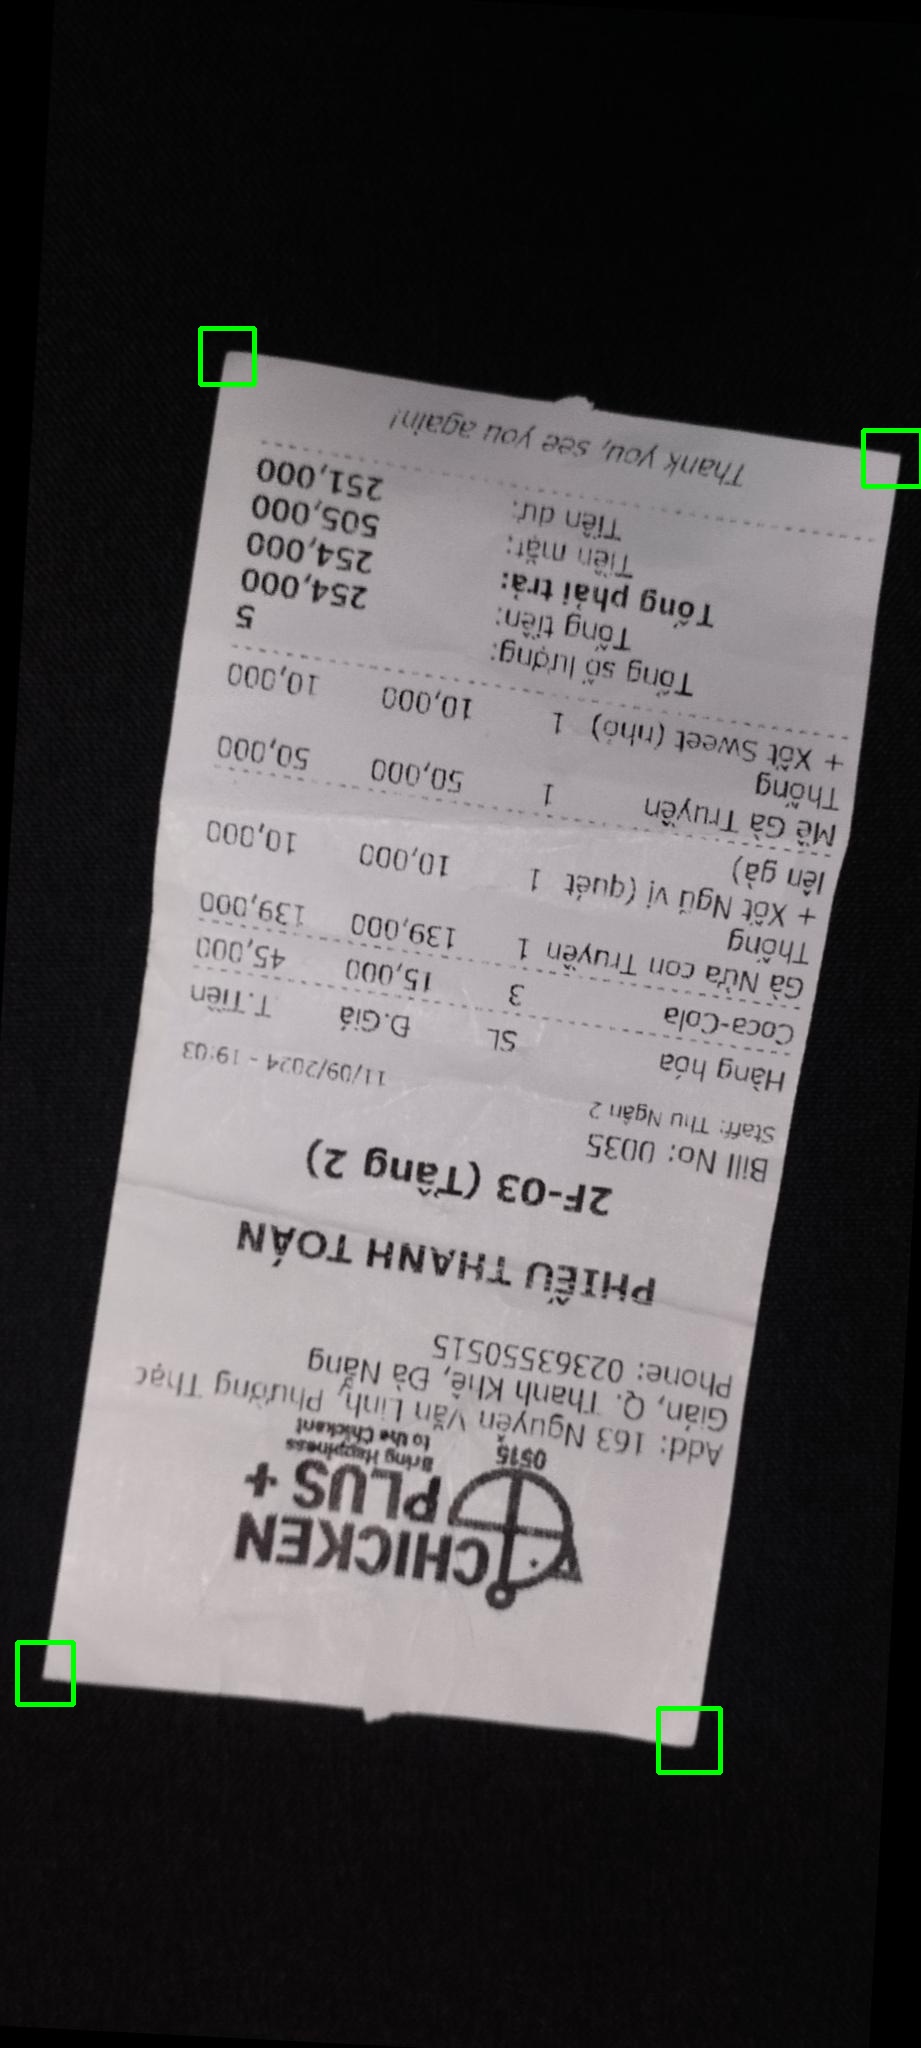 CHICKEN
PLUS +
Bring Happiness
to the Chickent
0515
Add: 163 Nguyễn Văn Linh, Phường Thạc
Gián, Q. Thanh Khê, Đà Nẵng
Phone: 02363550515
PHIẾU THANH TOÁN
2F-03 (Tầng 2)
Bill No: 0035
Staff: Thu Ngân 2 11/09/2024 - 19:03
Hàng hóa SL Đ.Giá T.Tiền
Coca-Cola 3 15,000 45,000
Gà Nửa con Truyền 1 139,000 139,000
Thống
+ Xốt Ngũ vị (quét 1 10,000 10,000
lên gà)
Mề Gà Truyền 1 50,000 50,000
Thống
+ Xốt Sweet (nhỏ) 1 10,000 10,000
Tổng số lượng: 5
Tổng tiền: 254,000
Tổng phải trả: 254,000
Tiền mặt: 505,000
Tiền dư: 251,000
Thank you, see you again!